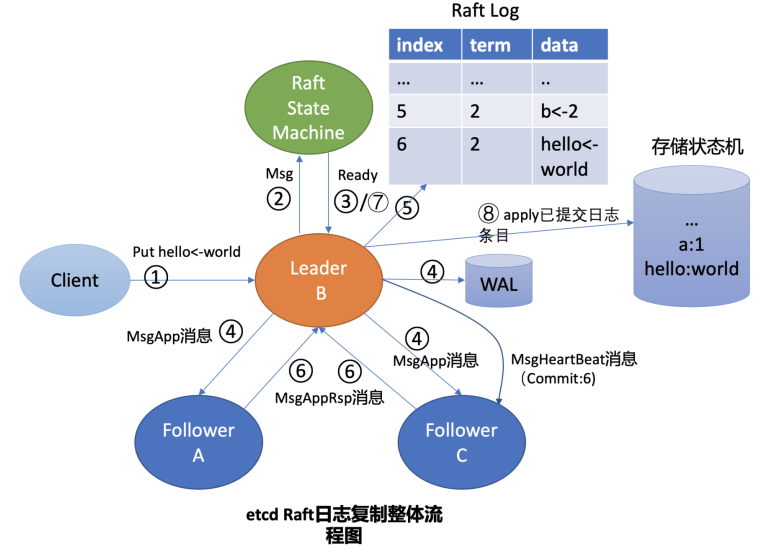 Raft Log
index term data
... ... ..
5 2 b<-2
6 2 hello<-
world
Raft
State
Machine
Msg
②
Ready
③/⑦
⑤
存储状态机
...
a:1
hello:world
⑧ apply已提交日志
条目
Client
Put hello<-world
①
Leader
B
④
WAL
MsgApp消息 ④
④
MsgApp消息
⑥ ⑥
MsgAppRsp消息
MsgHeartBeat消息
（Commit:6)
Follower
A
Follower
C
etcd Raft日志复制整体流
程图